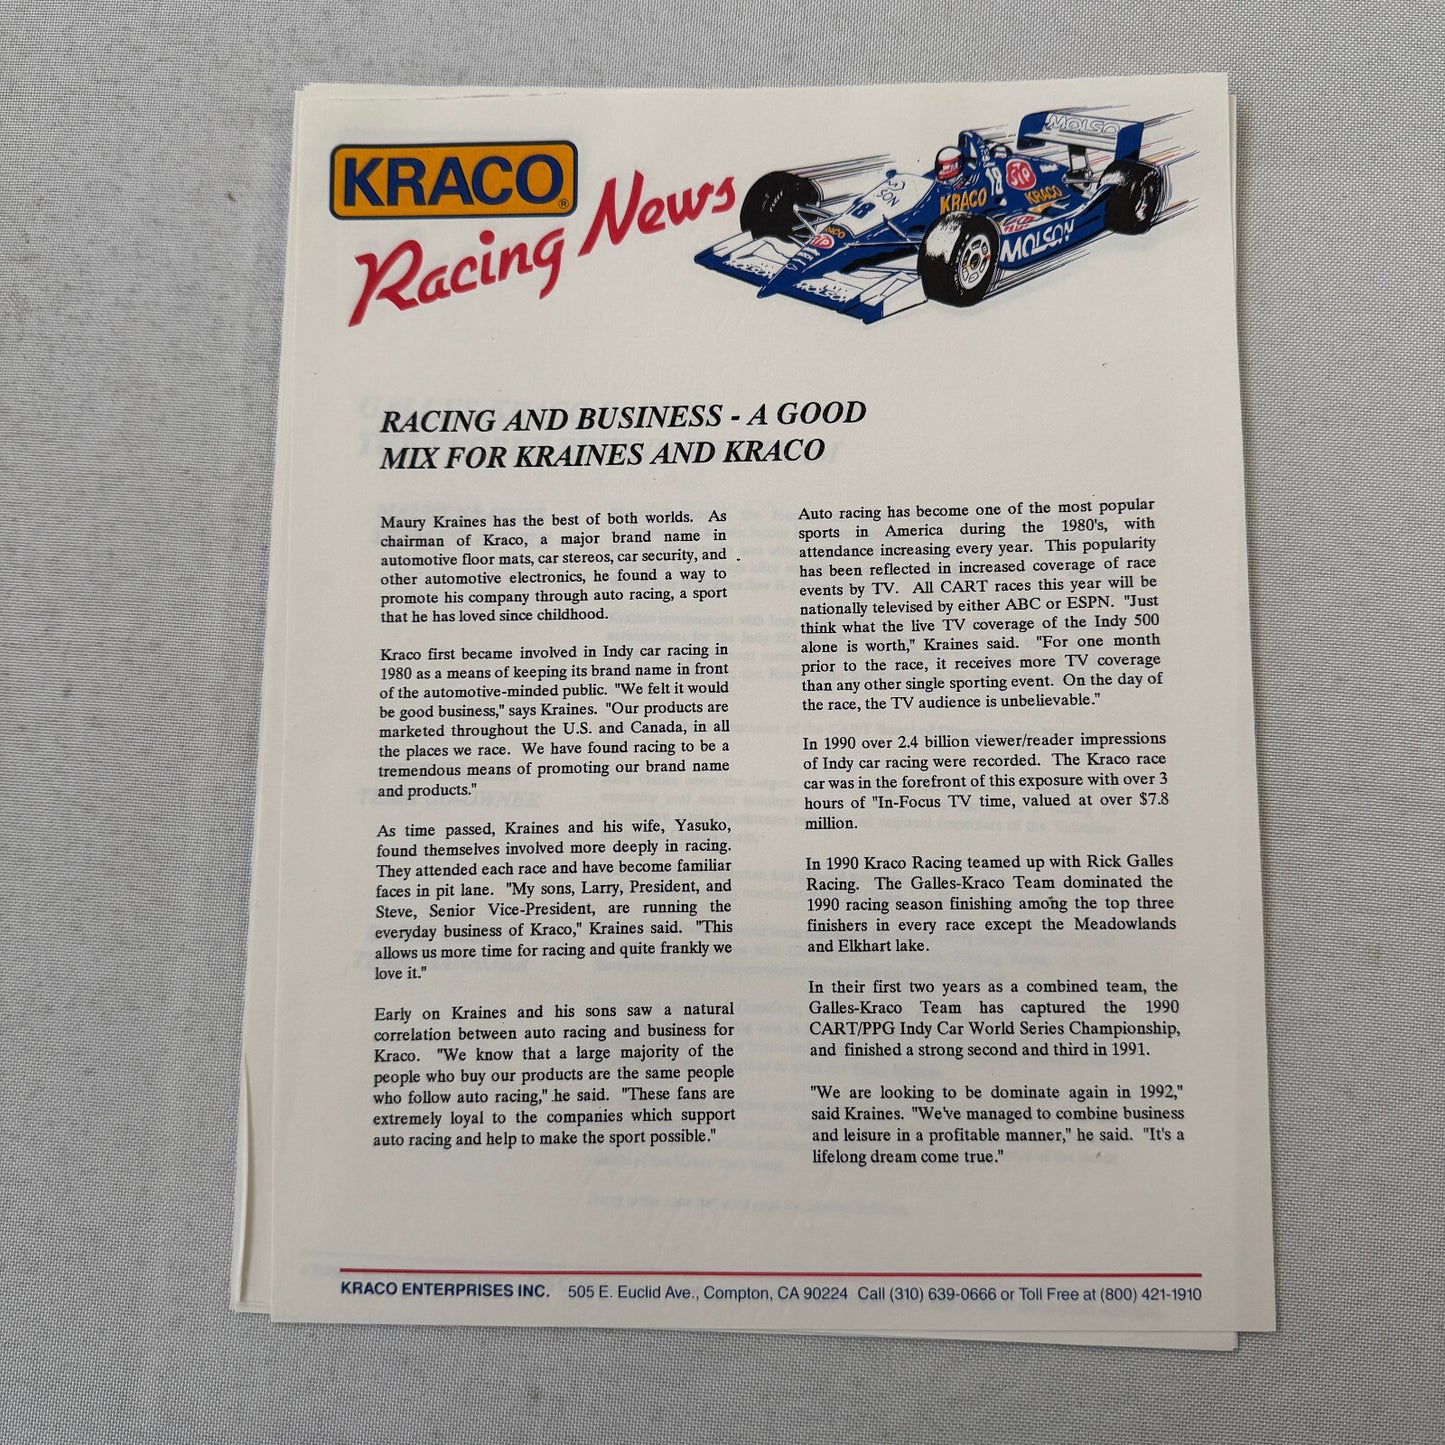 KRACO®
Racing News
MOLSO
18
STP
KRACO
KRACO
MOLSON
18
STP
MOLSON
MOLSON
RACING AND BUSINESS - A GOOD
MIX FOR KRAINES AND KRACO
Maury Kraines has the best of both worlds. As
chairman of Kraco, a major brand name in
automotive floor mats, car stereos, car security, and
other automotive electronics, he found a way to
promote his company through auto racing, a sport
that he has loved since childhood.
Kraco first became involved in Indy car racing in
1980 as a means of keeping its brand name in front
of the automotive-minded public. "We felt it would
be good business," says Kraines. "Our products are
marketed throughout the U.S. and Canada, in all
the places we race. We have found racing to be a
tremendous means of promoting our brand name
and products."
As time passed, Kraines and his wife, Yasuko,
found themselves involved more deeply in racing.
They attended each race and have become familiar
faces in pit lane. "My sons, Larry, President, and
Steve, Senior Vice-President, are running the
everyday business of Kraco," Kraines said. "This
allows us more time for racing and quite frankly we
love it."
Early on Kraines and his sons saw a natural
correlation between auto racing and business for
Kraco. "We know that a large majority of the
people who buy our products are the same people
who follow auto racing," he said. "These fans are
extremely loyal to the companies which support
auto racing and help to make the sport possible."
Auto racing has become one of the most popular
sports in America during the 1980's, with
attendance increasing every year. This popularity
has been reflected in increased coverage of race
events by TV. All CART races this year will be
nationally televised by either ABC or ESPN. "Just
think what the live TV coverage of the Indy 500
alone is worth," Kraines said. "For one month
prior to the race, it receives more TV coverage
than any other single sporting event. On the day of
the race, the TV audience is unbelievable."
In 1990 over 2.4 billion viewer/reader impressions
of Indy car racing were recorded. The Kraco race
car was in the forefront of this exposure with over 3
hours of "In-Focus TV time, valued at over $7.8
million.
In 1990 Kraco Racing teamed up with Rick Galles
Racing. The Galles-Kraco Team dominated the
1990 racing season finishing among the top three
finishers in every race except the Meadowlands
and Elkhart lake.
In their first two years as a combined team, the
Galles-Kraco Team has captured the 1990
CART/PPG Indy Car World Series Championship,
and finished a strong second and third in 1991.
"We are looking to be dominate again in 1992,"
said Kraines. "We've managed to combine business
and leisure in a profitable manner," he said. "It's a
lifelong dream come true."
KRACO ENTERPRISES INC. 505 E. Euclid Ave., Compton, CA 90224 Call (310) 639-0666 or Toll Free at (800) 421-1910